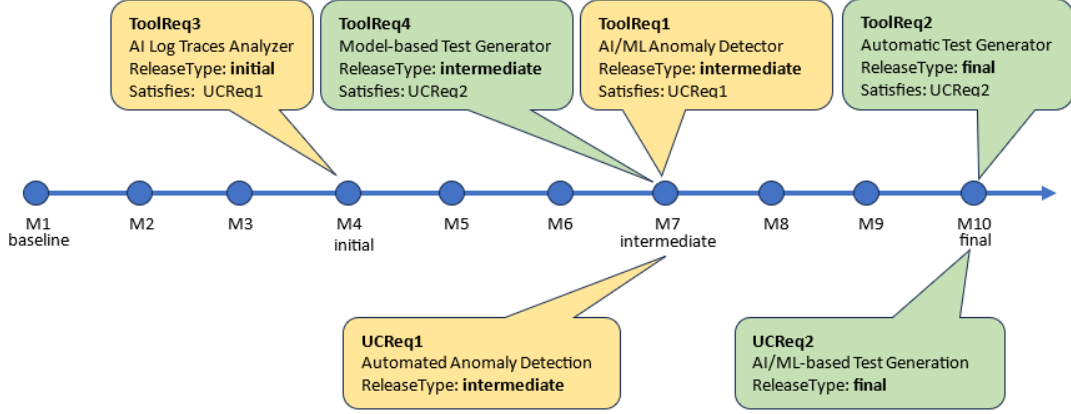 ToolReq3
AI Log Traces Analyzer
ReleaseType: initial
Satisfies: UCReq1
ToolReq4
Model-based Test Generator
ReleaseType: intermediate
Satisfies: UCReq2
ToolReq1
AI/ML Anomaly Detector
ReleaseType: intermediate
Satisfies: UCReq1
ToolReq2
Automatic Test Generator
ReleaseType: final
Satisfies: UCReq2
M1
baseline
M2
M3
M4
initial
M5
M6
M7
intermediate
M8
M9
M10
final
UCReq1
Automated Anomaly Detection
ReleaseType: intermediate
UCReq2
AI/ML-based Test Generation
ReleaseType: final